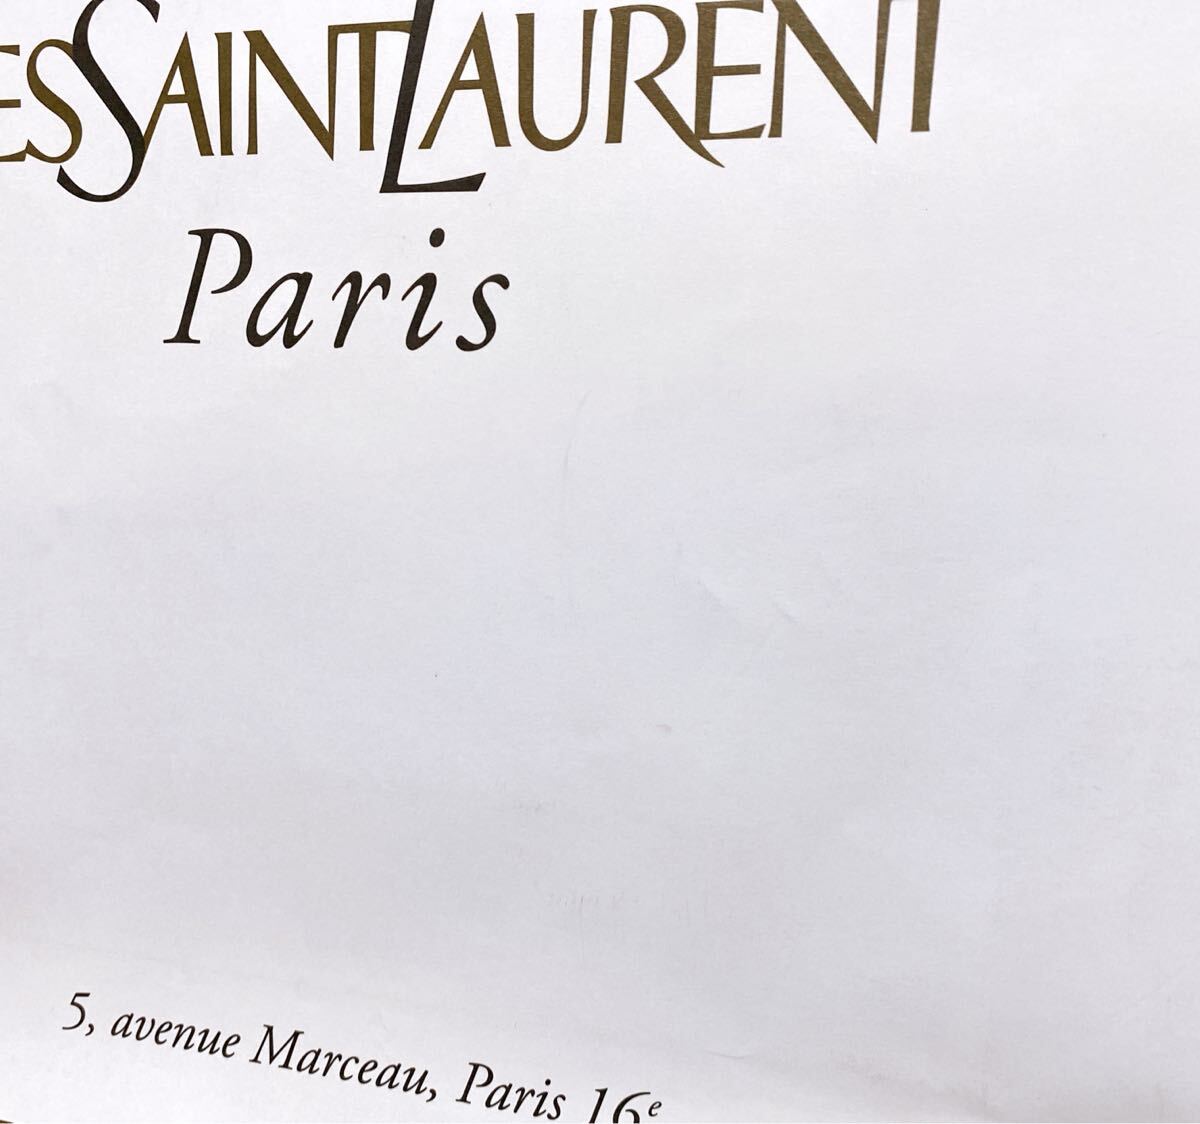 ESSAINTLAURENT
Paris
5, avenue Marceau, Paris 16e